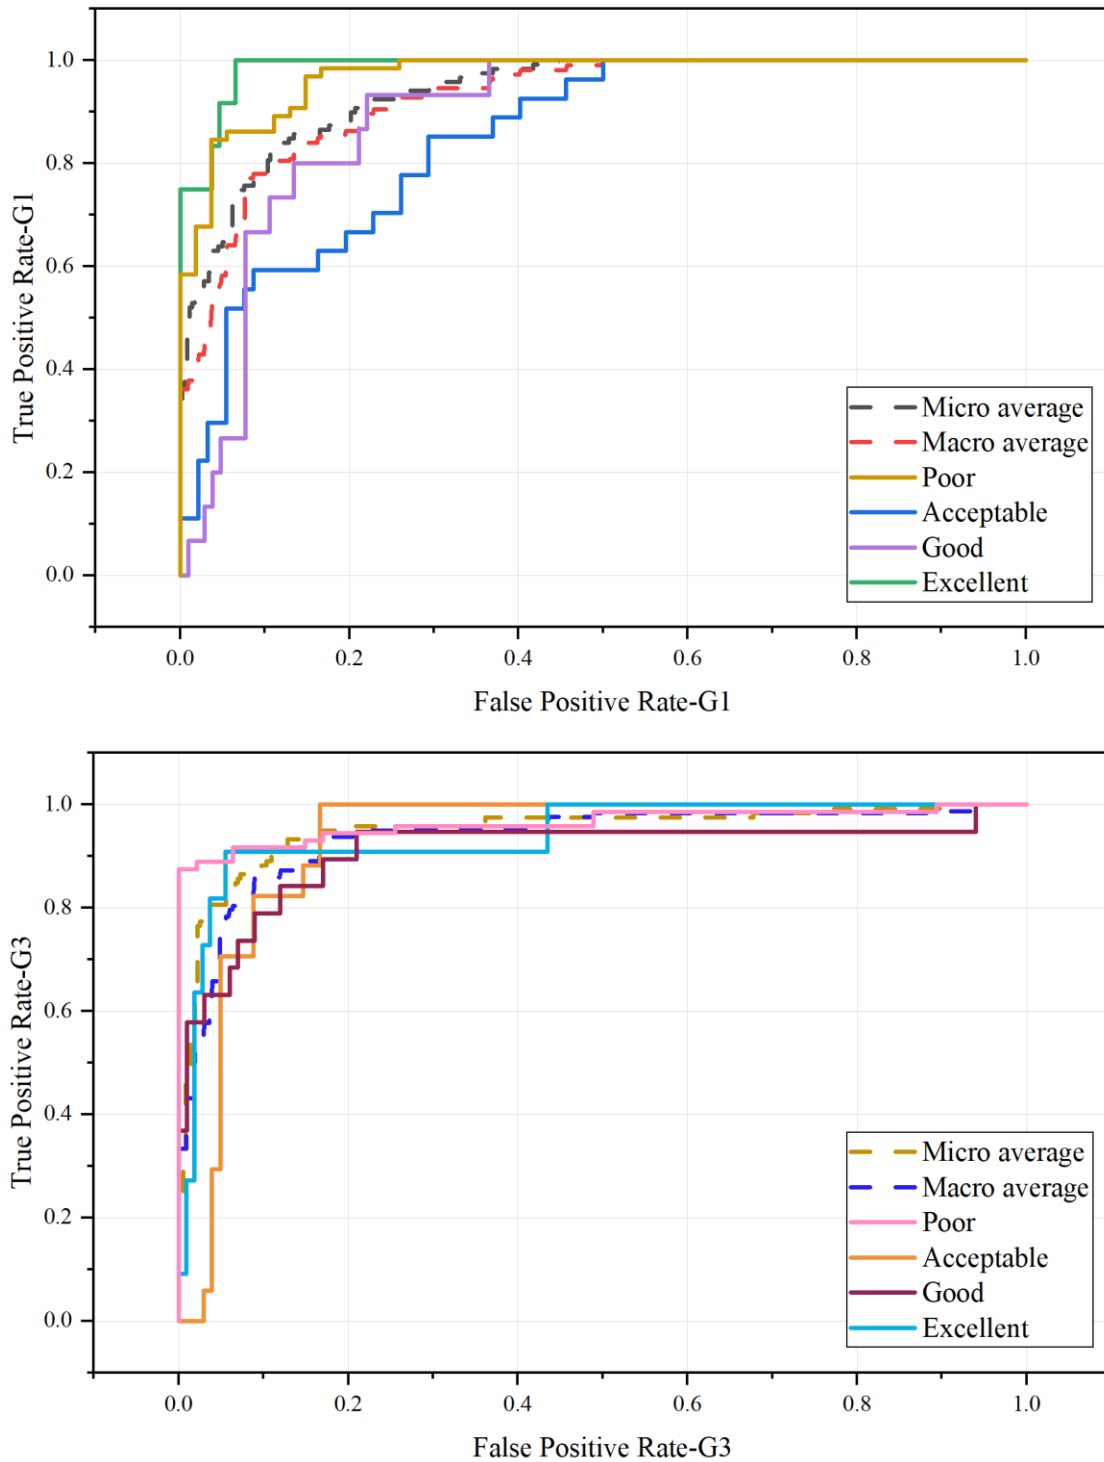 1.0
0.8
0.6
0.4
0.2
0.0
True Positive Rate-G1
Micro average
Macro average
Poor
Acceptable
Good
Excellent
0.0 0.2 0.4 0.6 0.8 1.0
False Positive Rate-G1
1.0
0.8
0.6
0.4
0.2
0.0
True Positive Rate-G3
Micro average
Macro average
Poor
Acceptable
Good
Excellent
0.0 0.2 0.4 0.6 0.8 1.0
False Positive Rate-G3